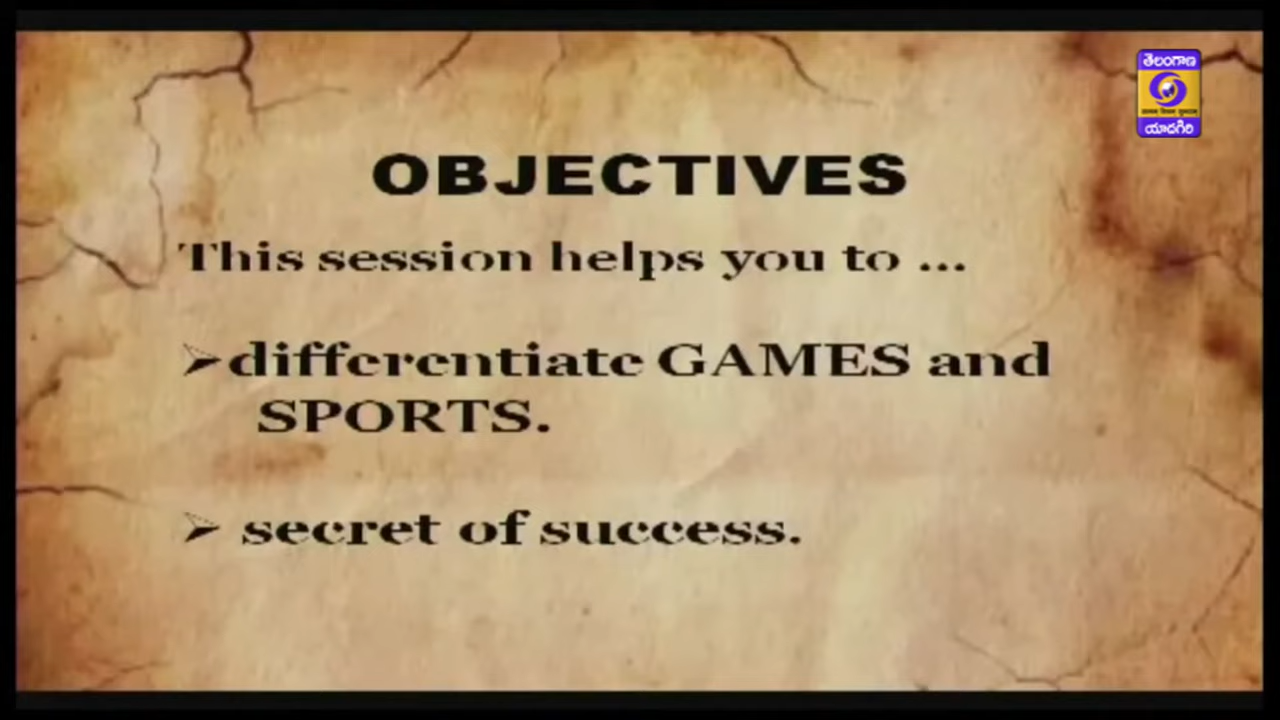 తెలంగాణ
యాదగిరి
OBJECTIVES
This session helps you to ...
➢differentiate GAMES and
SPORTS.
➢ secret of success.